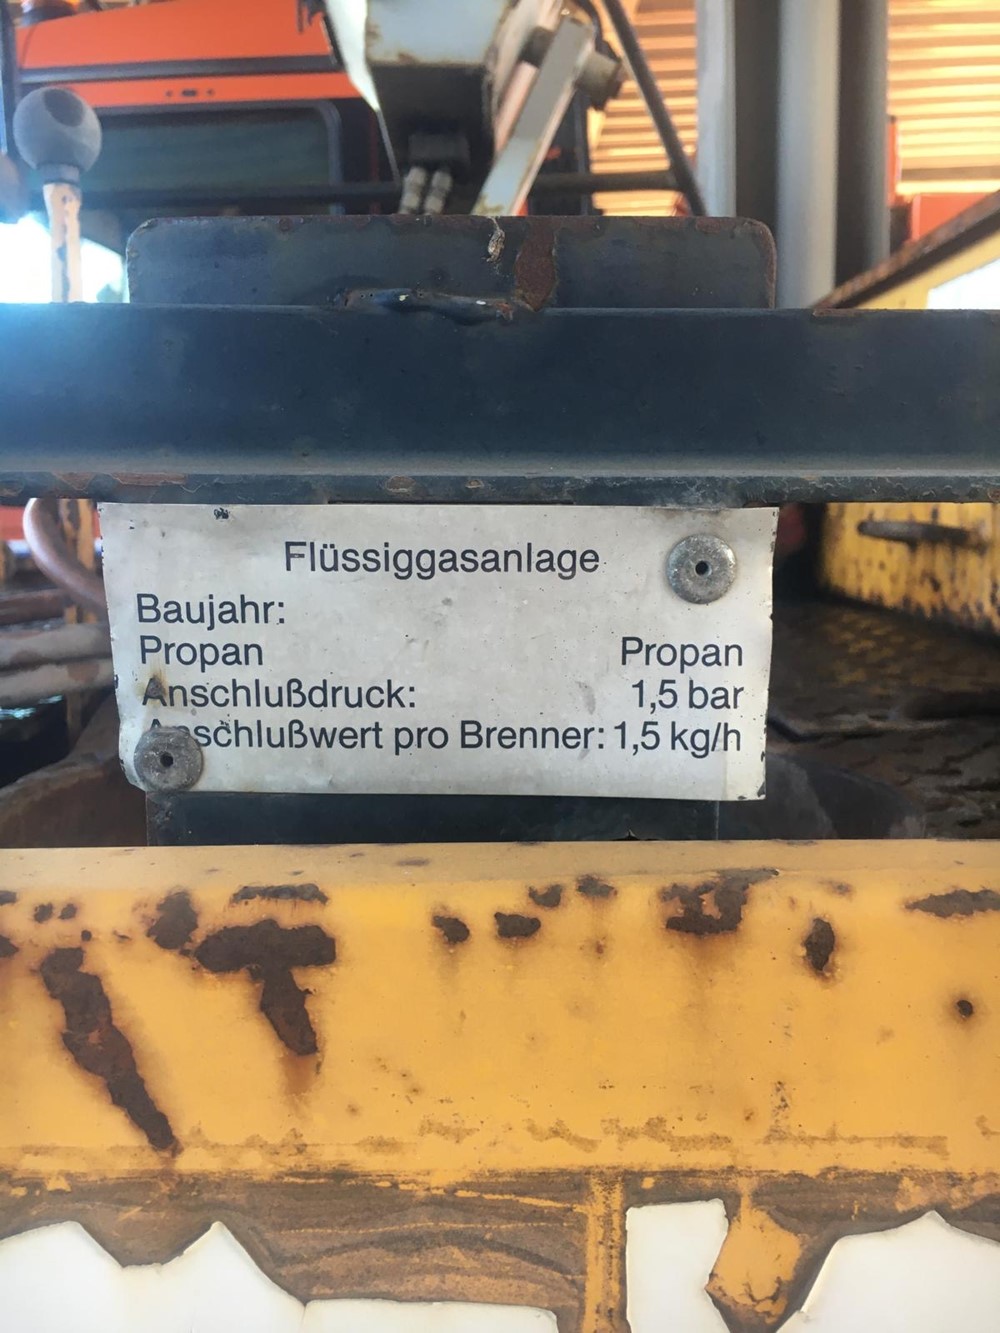 Flüssiggasanlage
Baujahr:
Propan Propan
Anschlußdruck: 1,5 bar
Anschlußwert pro Brenner: 1,5 kg/h